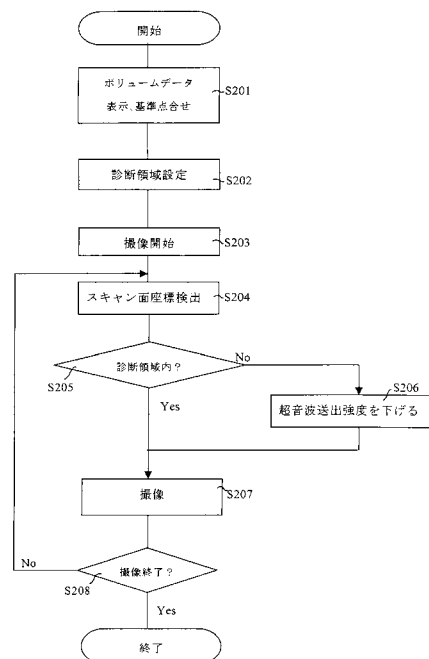 開始
ボリュームデータ
表示、基準点合せ
S201
診断領域設定
S202
撮像開始
S203
スキャン面座標検出
S204
診断領域内?
No
S205
Yes
S206
超音波送出強度を下げる
撮像
S207
No
撮像終了?
S208
Yes
終了